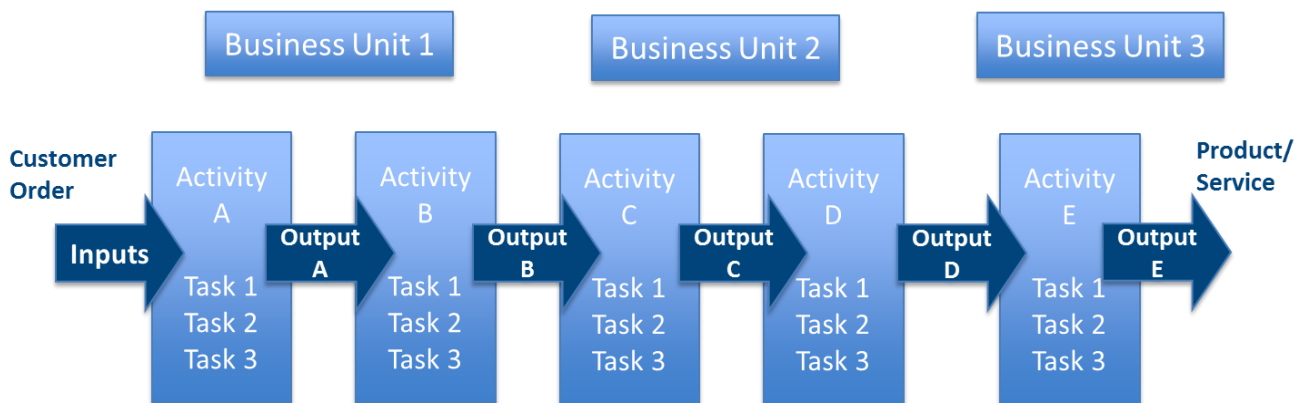 Business Unit 1
Business Unit 2
Business Unit 3
Customer
Order
Inputs
Activity
A
Task 1
Task 2
Task 3
Output
A
Activity
B
Task 1
Task 2
Task 3
Output
B
Activity
C
Task 1
Task 2
Task 3
Output
C
Activity
D
Task 1
Task 2
Task 3
Output
D
Activity
E
Task 1
Task 2
Task 3
Output
E
Product/
Service